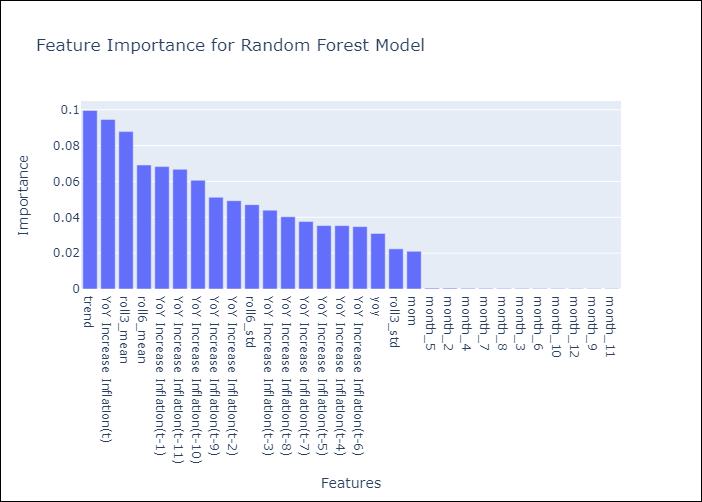 Feature Importance for Random Forest Model
Importance
0.1
0.08
0.06
0.04
0.02
0
trend
YoY Increase Inflation(t)
roll3_mean
roll6_mean
YoY Increase Inflation(t-1)
YoY Increase Inflation(t-11)
YoY Increase Inflation(t-10)
YoY Increase Inflation(t-9)
YoY Increase Inflation(t-2)
roll6_std
YoY Increase Inflation(t-3)
YoY Increase Inflation(t-8)
YoY Increase Inflation(t-7)
YoY Increase Inflation(t-5)
YoY Increase Inflation(t-4)
YoY Increase Inflation(t-6)
yoy
roll3_std
mom
month_5
month_2
month_4
month_7
month_8
month_3
month_6
month_10
month_12
month_9
month_11
Features